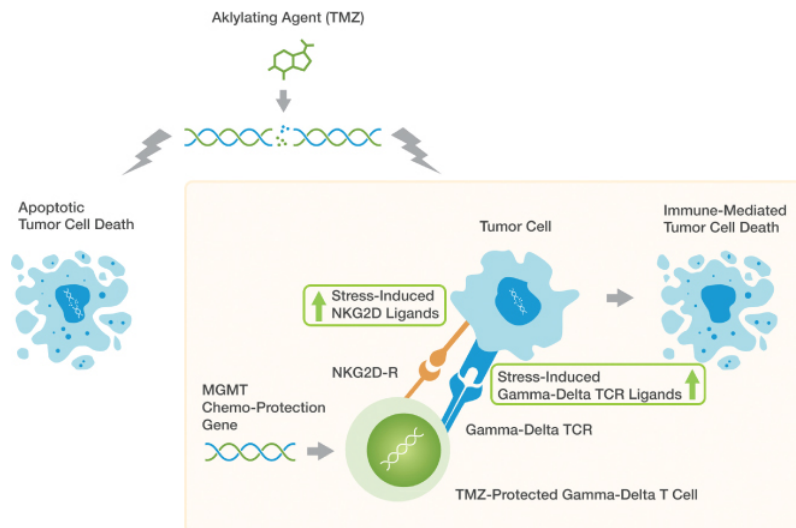 Aklylating Agent (TMZ)
Apoptotic
Tumor Cell Death
Tumor Cell
Immune-Mediated
Tumor Cell Death
Stress-Induced
NKG2D Ligands
NKG2D-R
Stress-Induced
Gamma-Delta TCR Ligands
MGMT
Chemo-Protection
Gene
Gamma-Delta TCR
TMZ-Protected Gamma-Delta T Cell